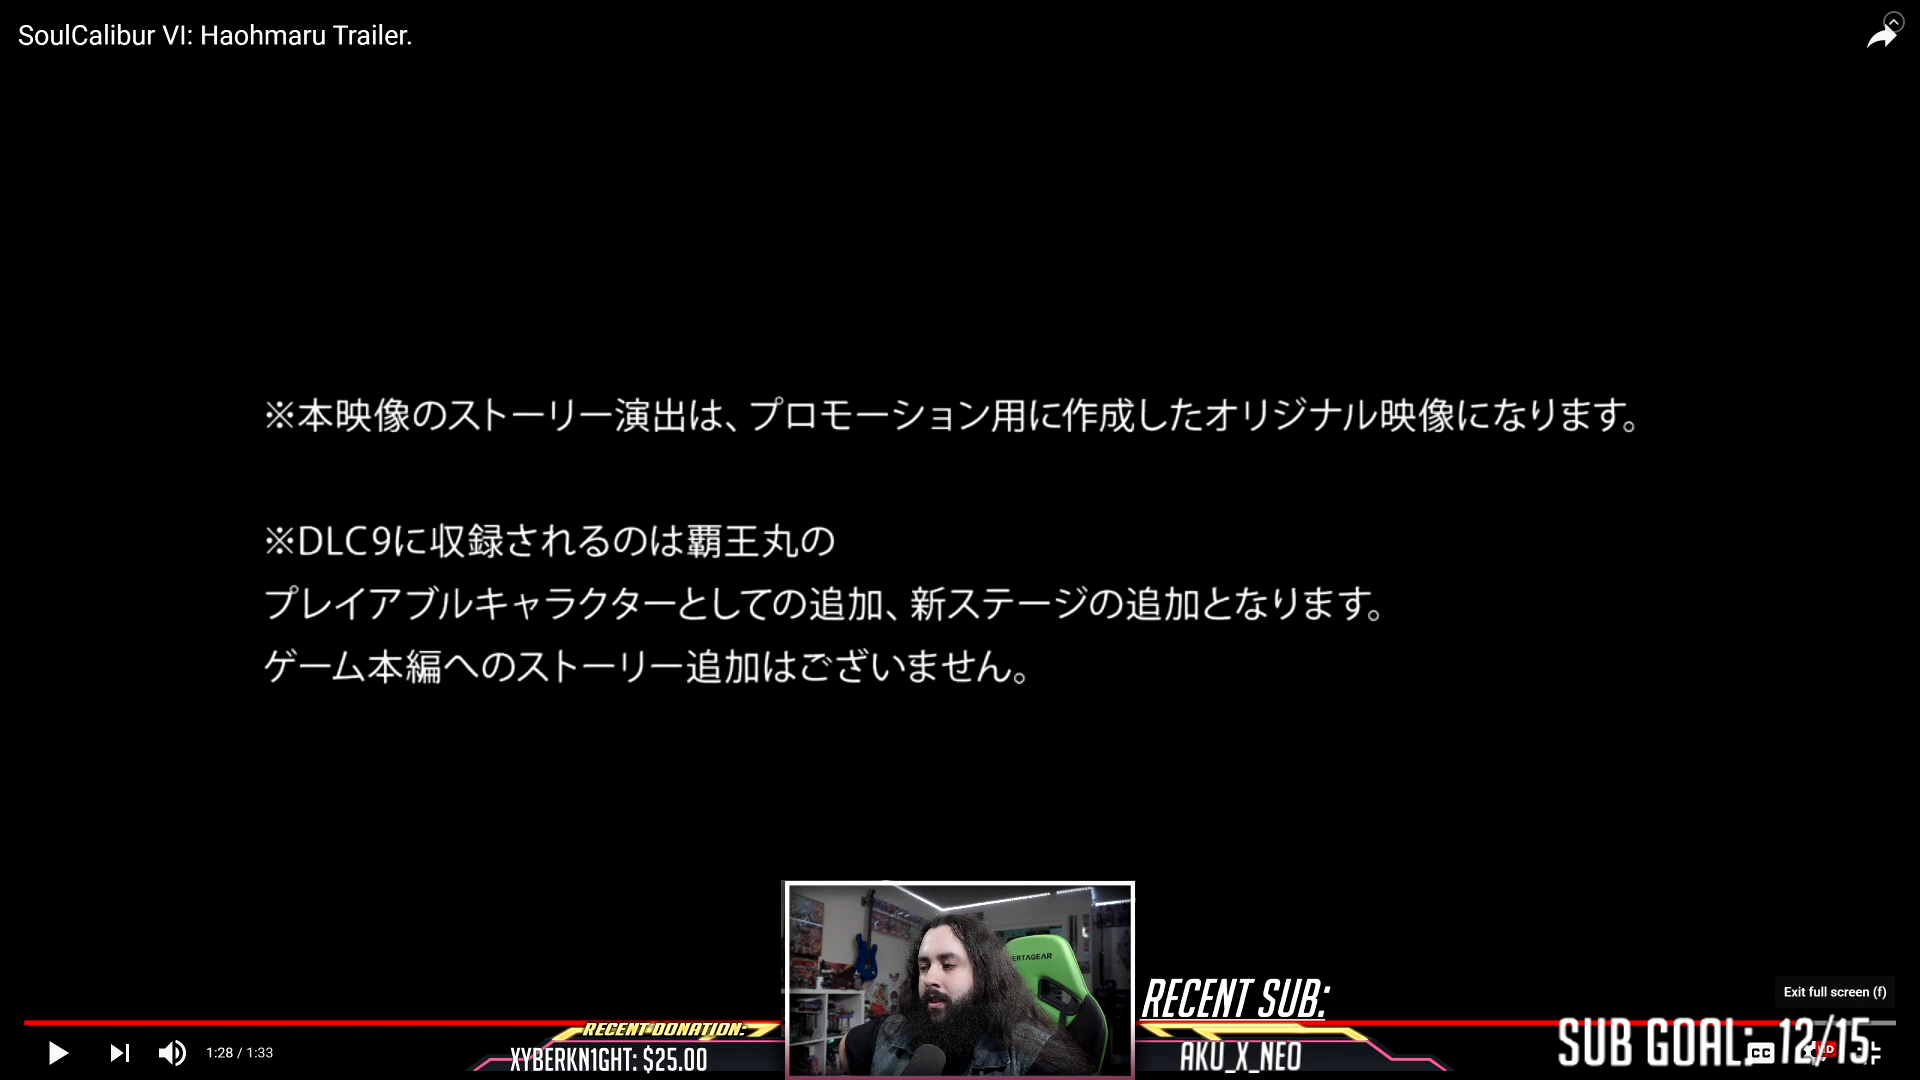 SoulCalibur VI: Haohmaru Trailer.
※本映像のストーリー演出は、プロモーション用に作成したオリジナル映像になります。
※DLC9に収録されるのは覇王丸の
プレイアブルキャラクターとしての追加、新ステージの追加となります。
ゲーム本編へのストーリー追加はございません。
ERTAGEAR
RECENT SUB:
Exit full screen (f)
RECENT DONATION:
1:28 / 1:33
XYBERKN1GHT: $25.00
AKU_X_NEO
SUB GOAL: 12/15
CC
HD